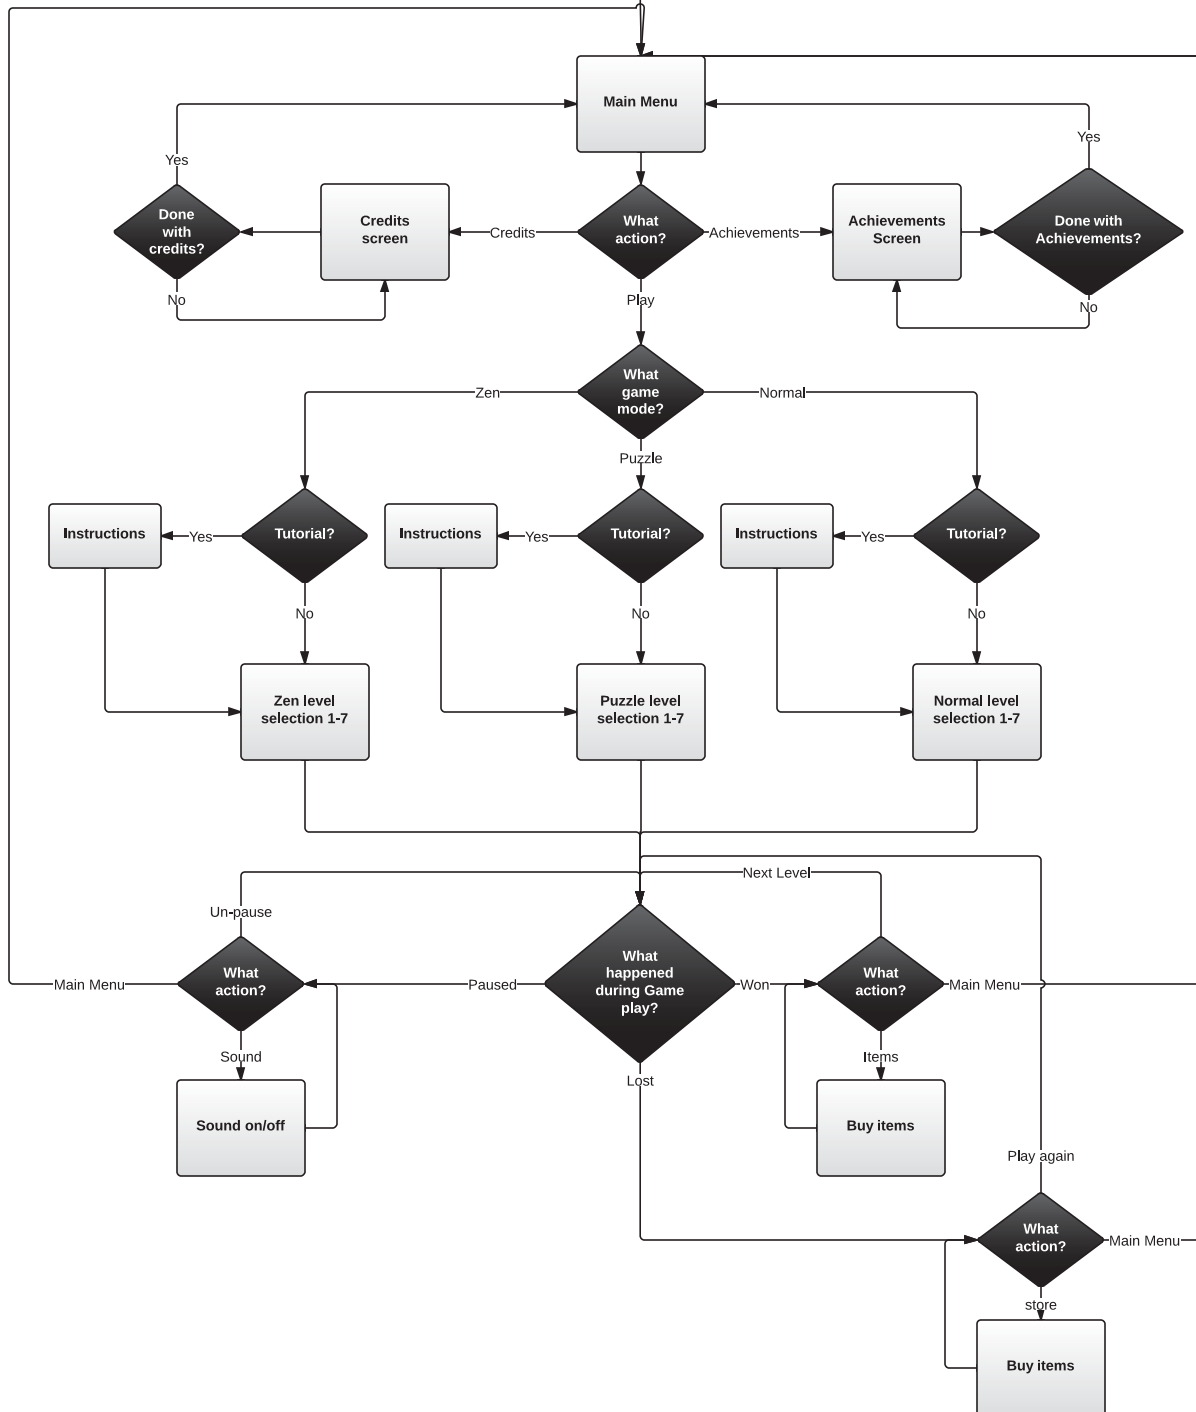 Main Menu
Yes
Yes
Done
with
credits?
Credits
screen
Credits
What
action?
Achievements
Achievements
Screen
Done with
Achievements?
No
Play
No
What
game
mode?
Zen
Normal
Puzzle
Instructions
Yes
Tutorial?
Instructions
Yes
Tutorial?
Instructions
Yes
Tutorial?
No
No
No
Zen level
selection 1-7
Puzzle level
selection 1-7
Normal level
selection 1-7
Next Level
Un-pause
Main Menu
What
action?
Paused
What
happened
during Game
play?
Won
What
action?
Main Menu
Sound
Lost
Items
Sound on/off
Buy items
Play again
What
action?
Main Menu
store
Buy items